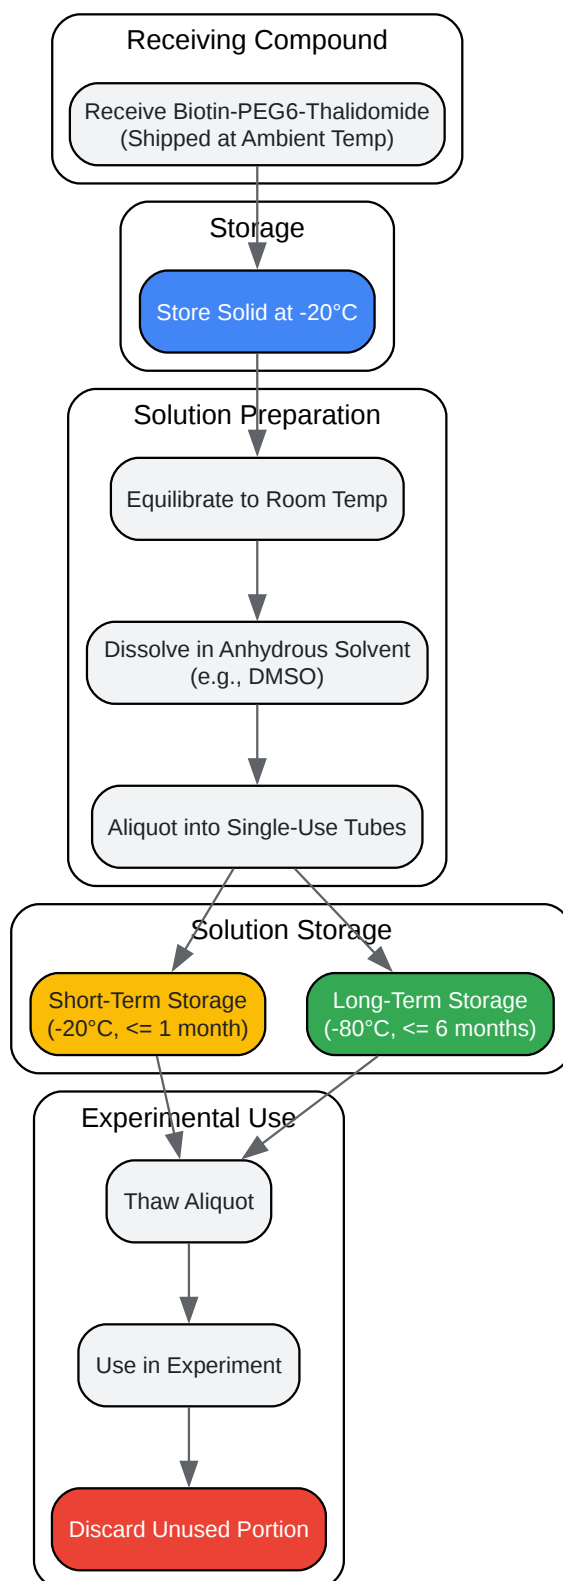 Receiving Compound
Receive Biotin-PEG6-Thalidomide
(Shipped at Ambient Temp)
Storage
Store Solid at -20°C
Solution Preparation
Equilibrate to Room Temp
Dissolve in Anhydrous Solvent
(e.g., DMSO)
Aliquot into Single-Use Tubes
Solution Storage
Short-Term Storage
(-20°C, <= 1 month)
Long-Term Storage
(-80°C, <= 6 months)
Experimental Use
Thaw Aliquot
Use in Experiment
Discard Unused Portion